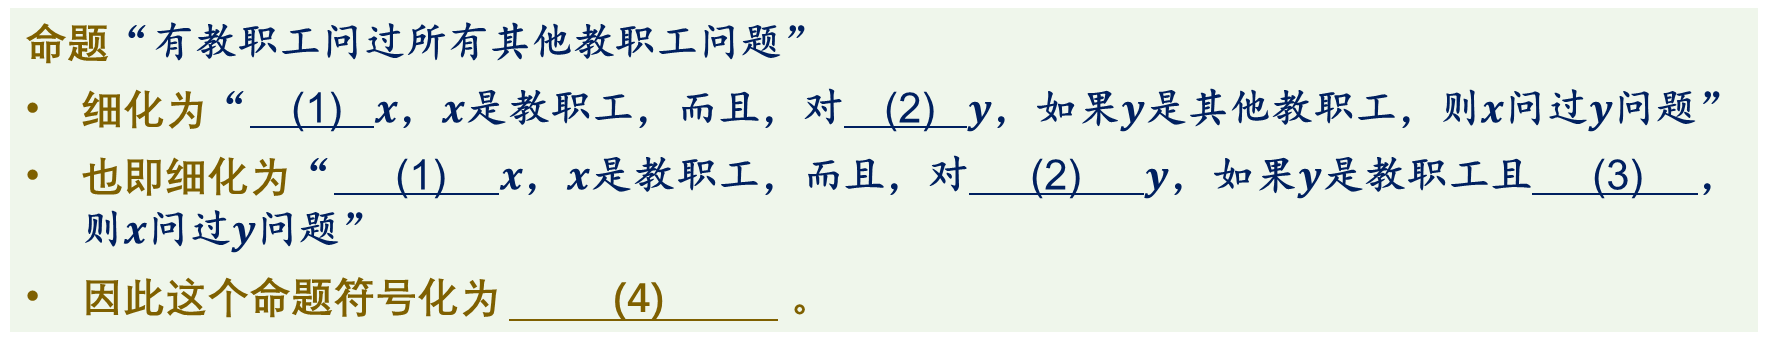 命题“有教职工问过所有其他教职工问题”
• 细化为“ (1) x，x是教职工，而且，对 (2) y，如果y是其他教职工，则x问过y问题”
• 也即细化为“ (1) x，x是教职工，而且，对 (2) y，如果y是教职工且 (3) ，
则x问过y问题”
• 因此这个命题符号化为 (4) 。